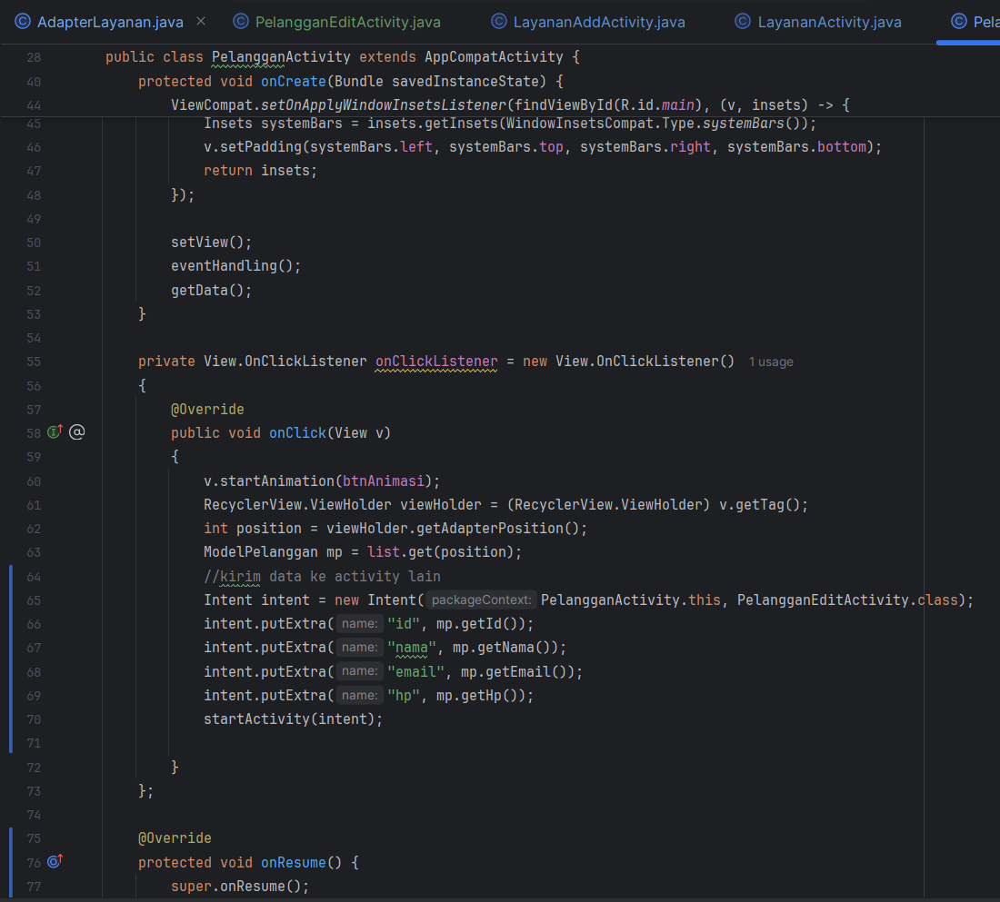 AdapterLayanan.java × PelangganEditActivity.java LayananAddActivity.java LayananActivity.java Pela
28 public class PelangganActivity extends AppCompatActivity {
40 protected void onCreate(Bundle savedInstanceState) {
44 ViewCompat.setOnApplyWindowInsetsListener(findViewById(R.id.main), (v, insets) -> {
45 Insets systemBars = insets.getInsets(WindowInsetsCompat.Type.systemBars());
46 v.setPadding(systemBars.left, systemBars.top, systemBars.right, systemBars.bottom);
47 return insets;
48 });
49
50 setView();
51 eventHandling();
52 getData();
53 }
54
55 private View.OnClickListener onClickListener = new View.OnClickListener() 1 usage
56 {
57 @Override
58 public void onClick(View v)
59 {
60 v.startAnimation(btnAnimasi);
61 RecyclerView.ViewHolder viewHolder = (RecyclerView.ViewHolder) v.getTag();
62 int position = viewHolder.getAdapterPosition();
63 ModelPelanggan mp = list.get(position);
64 //kirim data ke activity lain
65 Intent intent = new Intent( packageContext: PelangganActivity.this, PelangganEditActivity.class);
66 intent.putExtra( name: "id", mp.getId());
67 intent.putExtra( name: "nama", mp.getNama());
68 intent.putExtra( name: "email", mp.getEmail());
69 intent.putExtra( name: "hp", mp.getHp());
70 startActivity(intent);
71
72 }
73 };
74
75 @Override
76 protected void onResume() {
77 super.onResume();